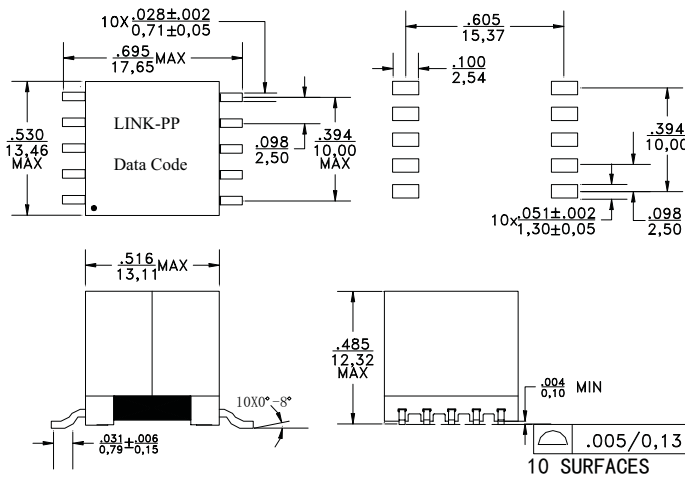 10X .028±.002
0,71±0,05
.695 MAX
17,65
.530
13,46
MAX
LINK-PP
Data Code
.098
2,50
.394
10,00
MAX
.605
15,37
.100
2,54
.394
10,00
10x .051±.002
1,30±0,05
.098
2,50
.516 MAX
13,11
10X0°-8°
.031±.006
0,79±0,15
.485
12,32
MAX
.004 MIN
0,10
.005/0,13
10 SURFACES